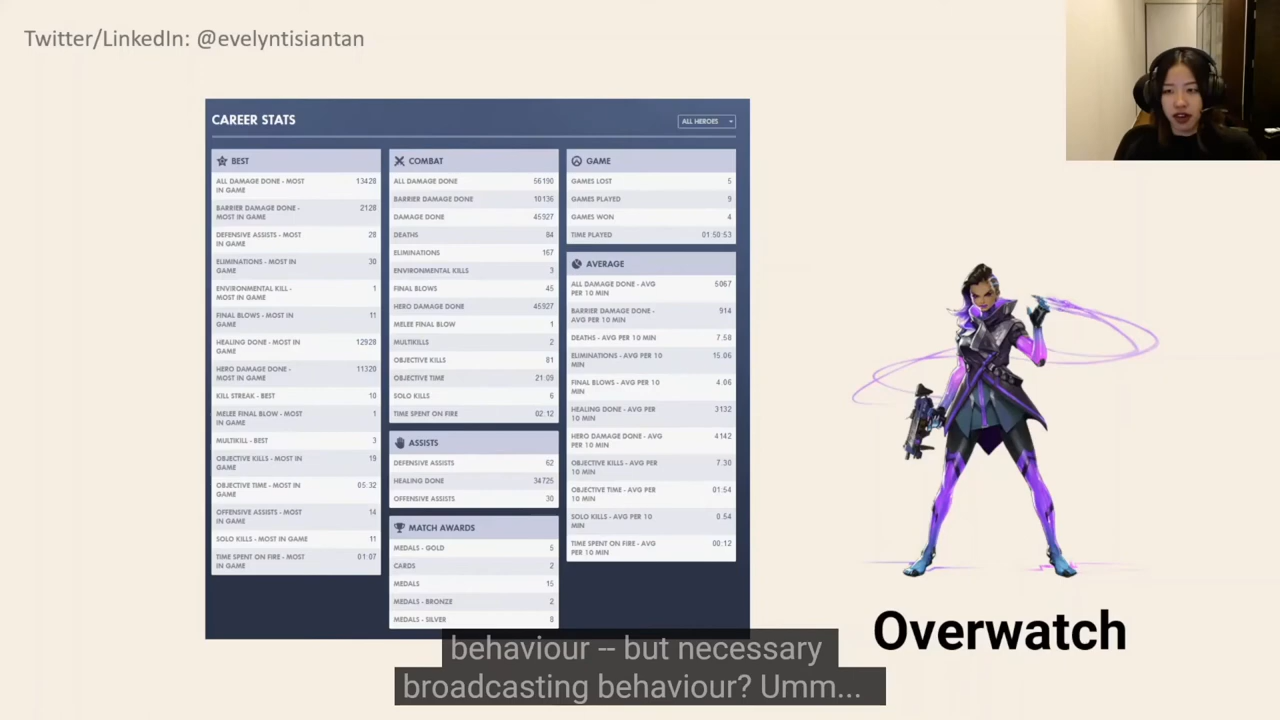 Twitter/LinkedIn: @evelyntisiantan
CAREER STATS
ALL HEROES
BEST
ALL DAMAGE DONE - MOST
IN GAME
13428
BARRIER DAMAGE DONE -
MOST IN GAME
2128
DEFENSIVE ASSISTS - MOST
IN GAME
28
ELIMINATIONS - MOST IN
GAME
30
ENVIRONMENTAL KILL -
MOST IN GAME
1
FINAL BLOWS - MOST IN
GAME
11
HEALING DONE - MOST IN
GAME
12928
HERO DAMAGE DONE -
MOST IN GAME
11320
KILL STREAK - BEST 10
MELEE FINAL BLOW - MOST
IN GAME
1
MULTIKILL - BEST 3
OBJECTIVE KILLS - MOST IN
GAME
19
OBJECTIVE TIME - MOST IN
GAME
05:32
OFFENSIVE ASSISTS - MOST
IN GAME
14
SOLO KILLS - MOST IN GAME 11
TIME SPENT ON FIRE - MOST
IN GAME
01:07
COMBAT
ALL DAMAGE DONE 56190
BARRIER DAMAGE DONE 10136
DAMAGE DONE 45927
DEATHS 84
ELIMINATIONS 167
ENVIRONMENTAL KILLS 3
FINAL BLOWS 45
HERO DAMAGE DONE 45927
MELEE FINAL BLOW 1
MULTIKILLS 2
OBJECTIVE KILLS 81
OBJECTIVE TIME 21:09
SOLO KILLS 6
TIME SPENT ON FIRE 02:12
ASSISTS
DEFENSIVE ASSISTS 62
HEALING DONE 34725
OFFENSIVE ASSISTS 30
MATCH AWARDS
MEDALS - GOLD 5
CARDS 2
MEDALS 15
MEDALS - BRONZE 2
MEDALS - SILVER 8
GAME
GAMES LOST 5
GAMES PLAYED 9
GAMES WON 4
TIME PLAYED 01:50:53
AVERAGE
ALL DAMAGE DONE - AVG
PER 10 MIN
5067
BARRIER DAMAGE DONE -
AVG PER 10 MIN
914
DEATHS - AVG PER 10 MIN 7.58
ELIMINATIONS - AVG PER 10
MIN
15.06
FINAL BLOWS - AVG PER 10
MIN
4.06
HEALING DONE - AVG PER
10 MIN
3132
HERO DAMAGE DONE - AVG
PER 10 MIN
4142
OBJECTIVE KILLS - AVG PER
10 MIN
7.30
OBJECTIVE TIME - AVG PER
10 MIN
01:54
SOLO KILLS - AVG PER 10
MIN
0.54
TIME SPENT ON FIRE - AVG
PER 10 MIN
00:12
Overwatch
behaviour -- but necessary
broadcasting behaviour? Umm...